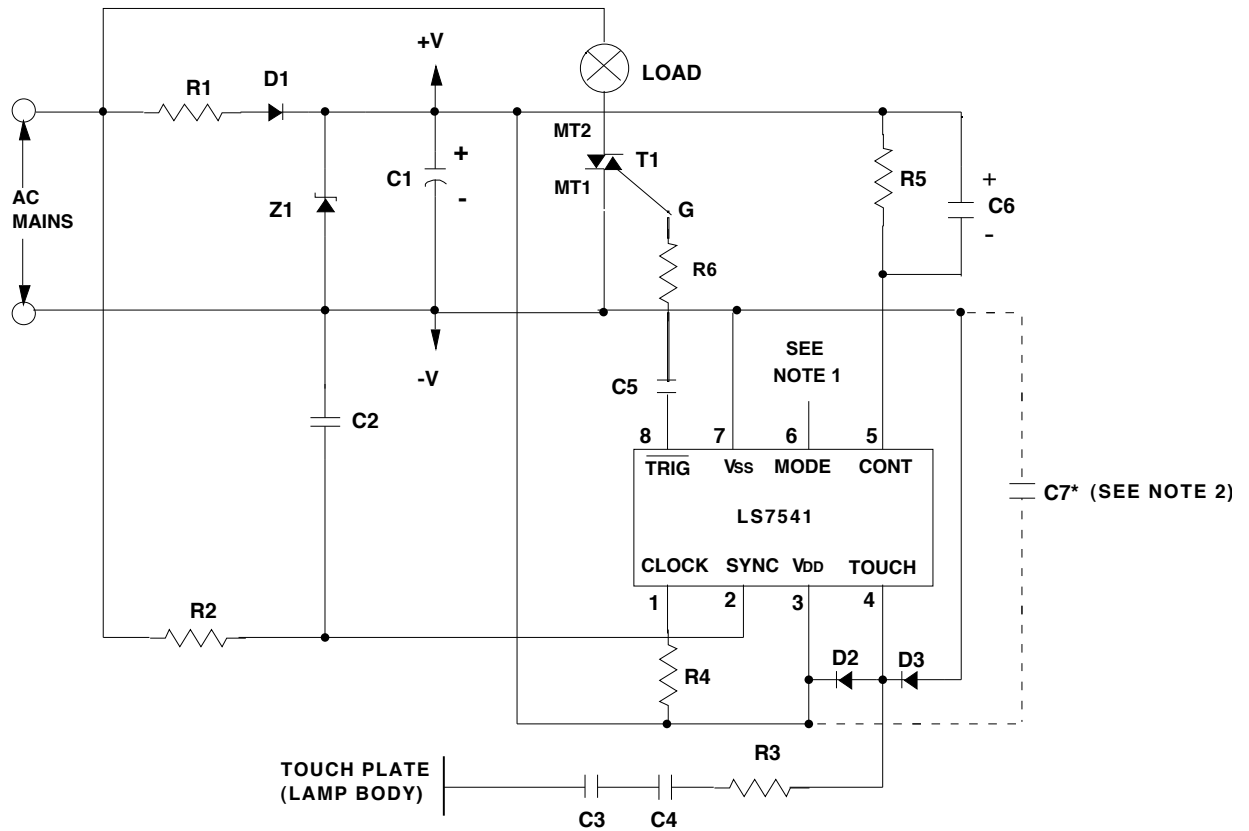 +V
LOAD
R1
D1
MT2
T1
MT1
C1
+
-
R5
+
C6
-
AC
MAINS
Z1
G
R6
-V
SEE
NOTE 1
C5
C2
8 7 6 5
TRIG VSS MODE CONT
C7* (SEE NOTE 2)
LS7541
CLOCK SYNC VDD TOUCH
1 2 3 4
R2
D2 D3
R4
R3
TOUCH PLATE
(LAMP BODY)
C3 C4